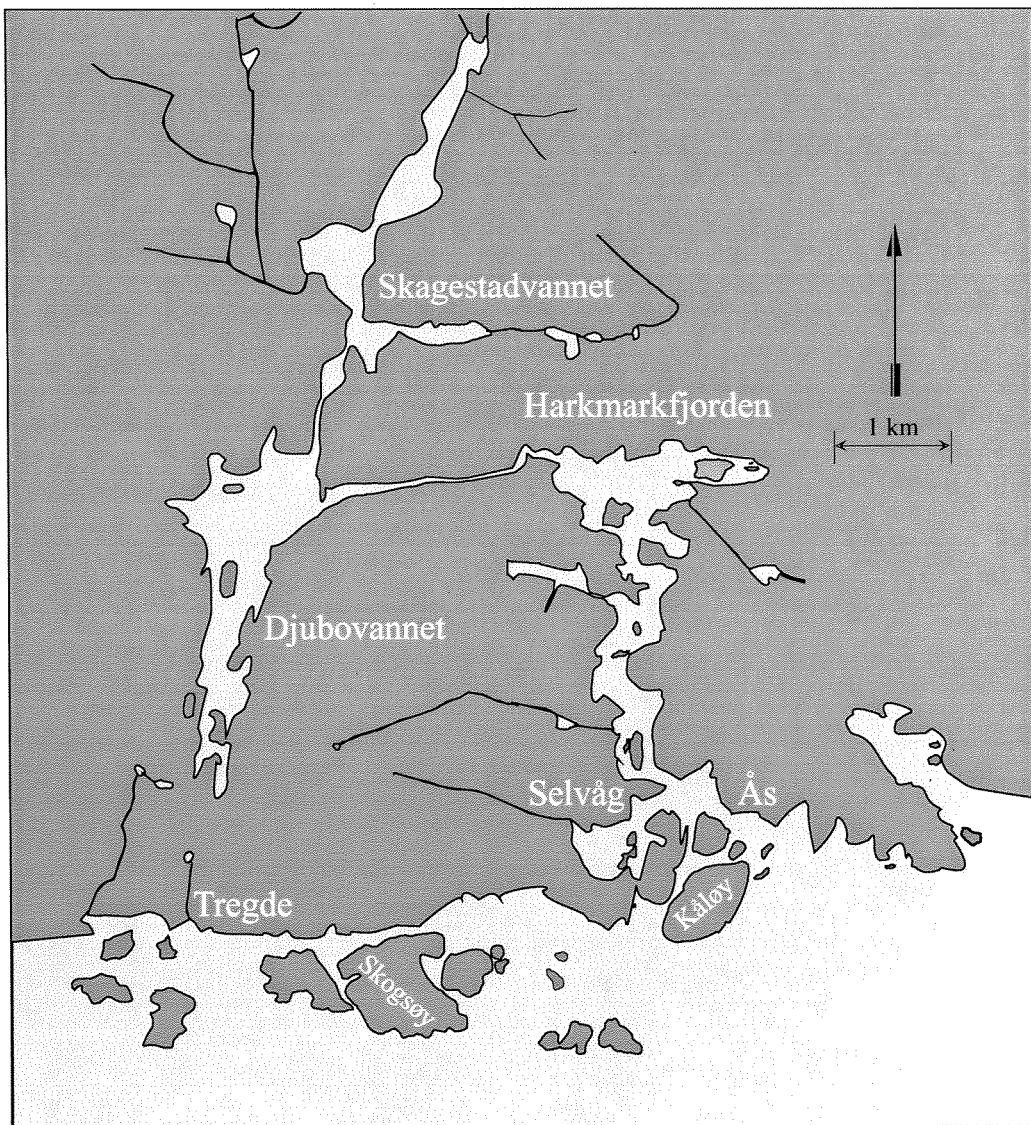 Skagestadvannet
Harkmarkfjorden
1 km
Djubovannet
Selvåg
Ås
Tregde
Kåløy
Skogsøy